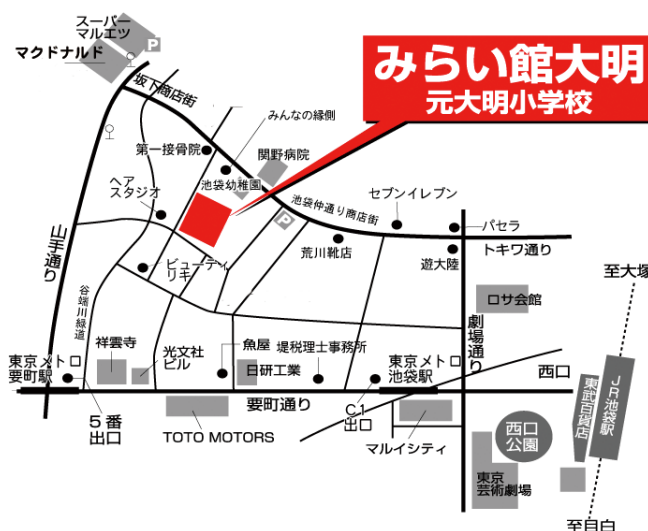 スーパー
マルエツ
P
マクドナルド
坂下商店街
みらい館大明
元大明小学校
みんなの縁側
第一接骨院
関野病院
池袋幼稚園
ヘア
スタジオ
池袋仲通り商店街
P
セブンイレブン
パセラ
トキワ通り
荒川靴店
遊大陸
山手通り
ビューティ
リキ
谷端川緑道
ロサ会館
至大塚
劇場通り
祥雲寺
光文社
ビル
魚屋
日研工業
堤税理士事務所
東京メトロ
要町駅
東京メトロ
池袋駅
西口
JR池袋駅
東武百貨店
5番
出口
要町通り
C1
出口
TOTO MOTORS
マルイシティ
西口
公園
東京
芸術劇場
至目白